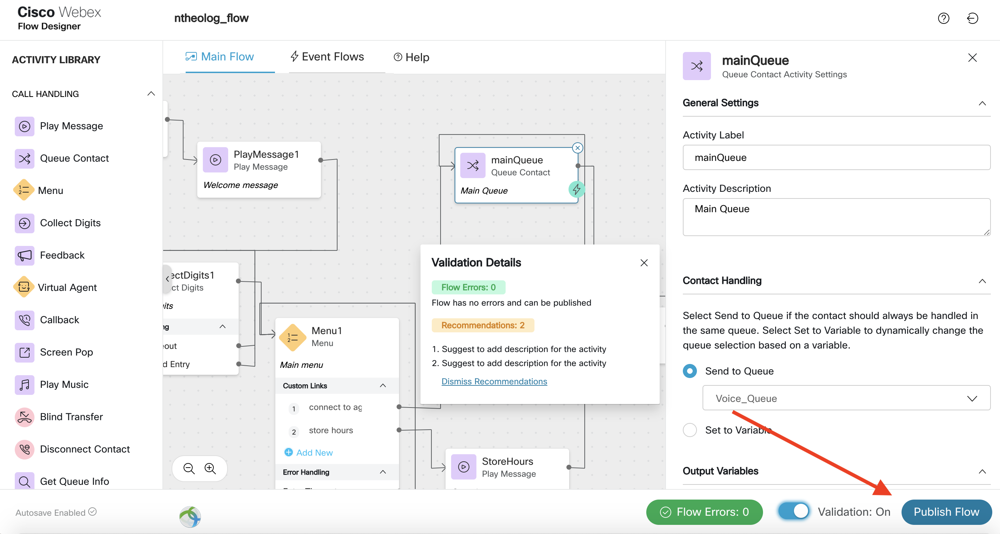 Cisco Webex
Flow Designer
ntheolog_flow
ACTIVITY LIBRARY
CALL HANDLING
Play Message
Queue Contact
Menu
Collect Digits
Feedback
Virtual Agent
Callback
Screen Pop
Play Music
Blind Transfer
Disconnect Contact
Get Queue Info
Main Flow
Event Flows
Help
PlayMessage1
Play Message
Welcome message
mainQueue
Queue Contact
Main Queue
ectDigits1
ct Digits
its
ng
eout
d Entry
1
2
Menu1
Menu
Main menu
Custom Links
1 connect to ag
2 store hours
Add New
Error Handling
StoreHours
Play Message
Validation Details
Flow Errors: 0
Flow has no errors and can be published
Recommendations: 2
1. Suggest to add description for the activity
2. Suggest to add description for the activity
Dismiss Recommendations
mainQueue
Queue Contact Activity Settings
General Settings
Activity Label
mainQueue
Activity Description
Main Queue
Contact Handling
Select Send to Queue if the contact should always be handled in
the same queue. Select Set to Variable to dynamically change the
queue selection based on a variable.
Send to Queue
Voice_Queue
Set to Variable
Output Variables
Autosave Enabled
Flow Errors: 0
Validation: On
Publish Flow